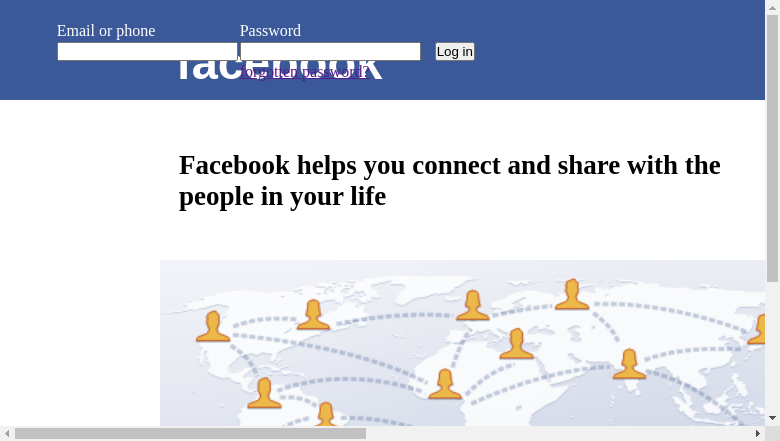 Email or phone Password
Log in
facebook
forgotten password?
Facebook helps you connect and share with the
people in your life